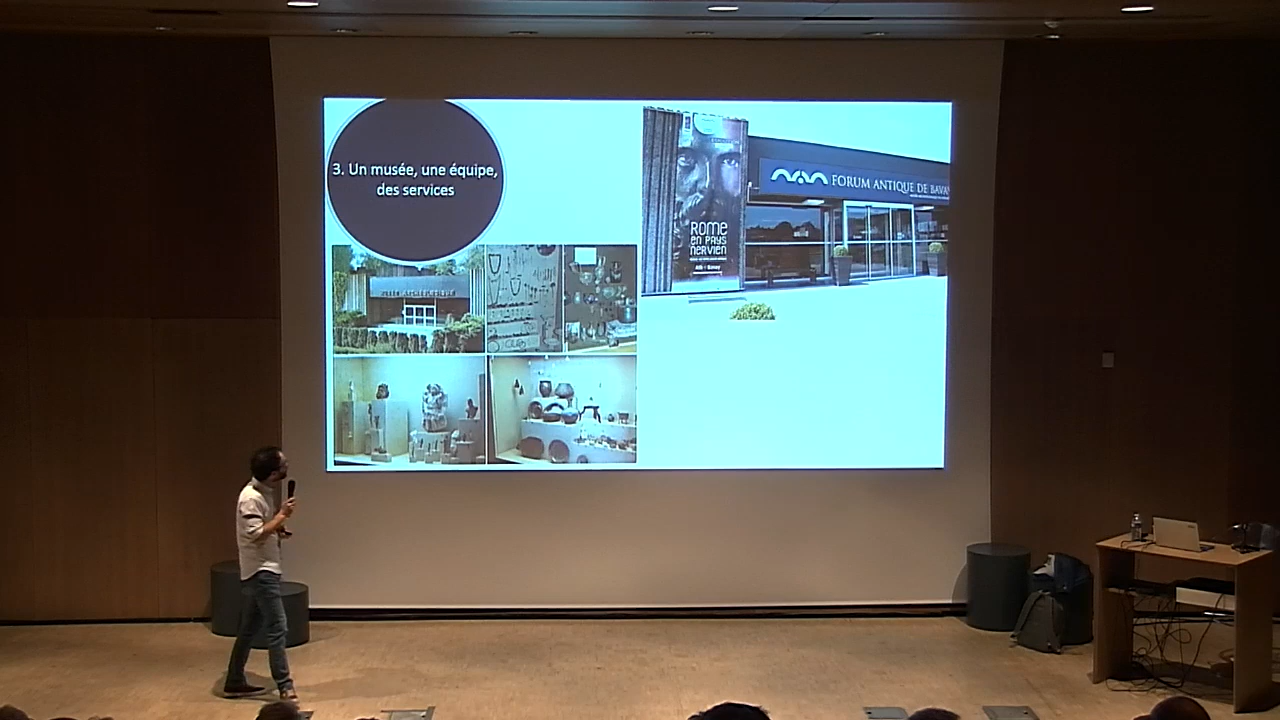 3. Un musée, une équipe,
des services
FORUM ANTIQUE DE BAVA
ROME
EN PAYS
NERVIEN